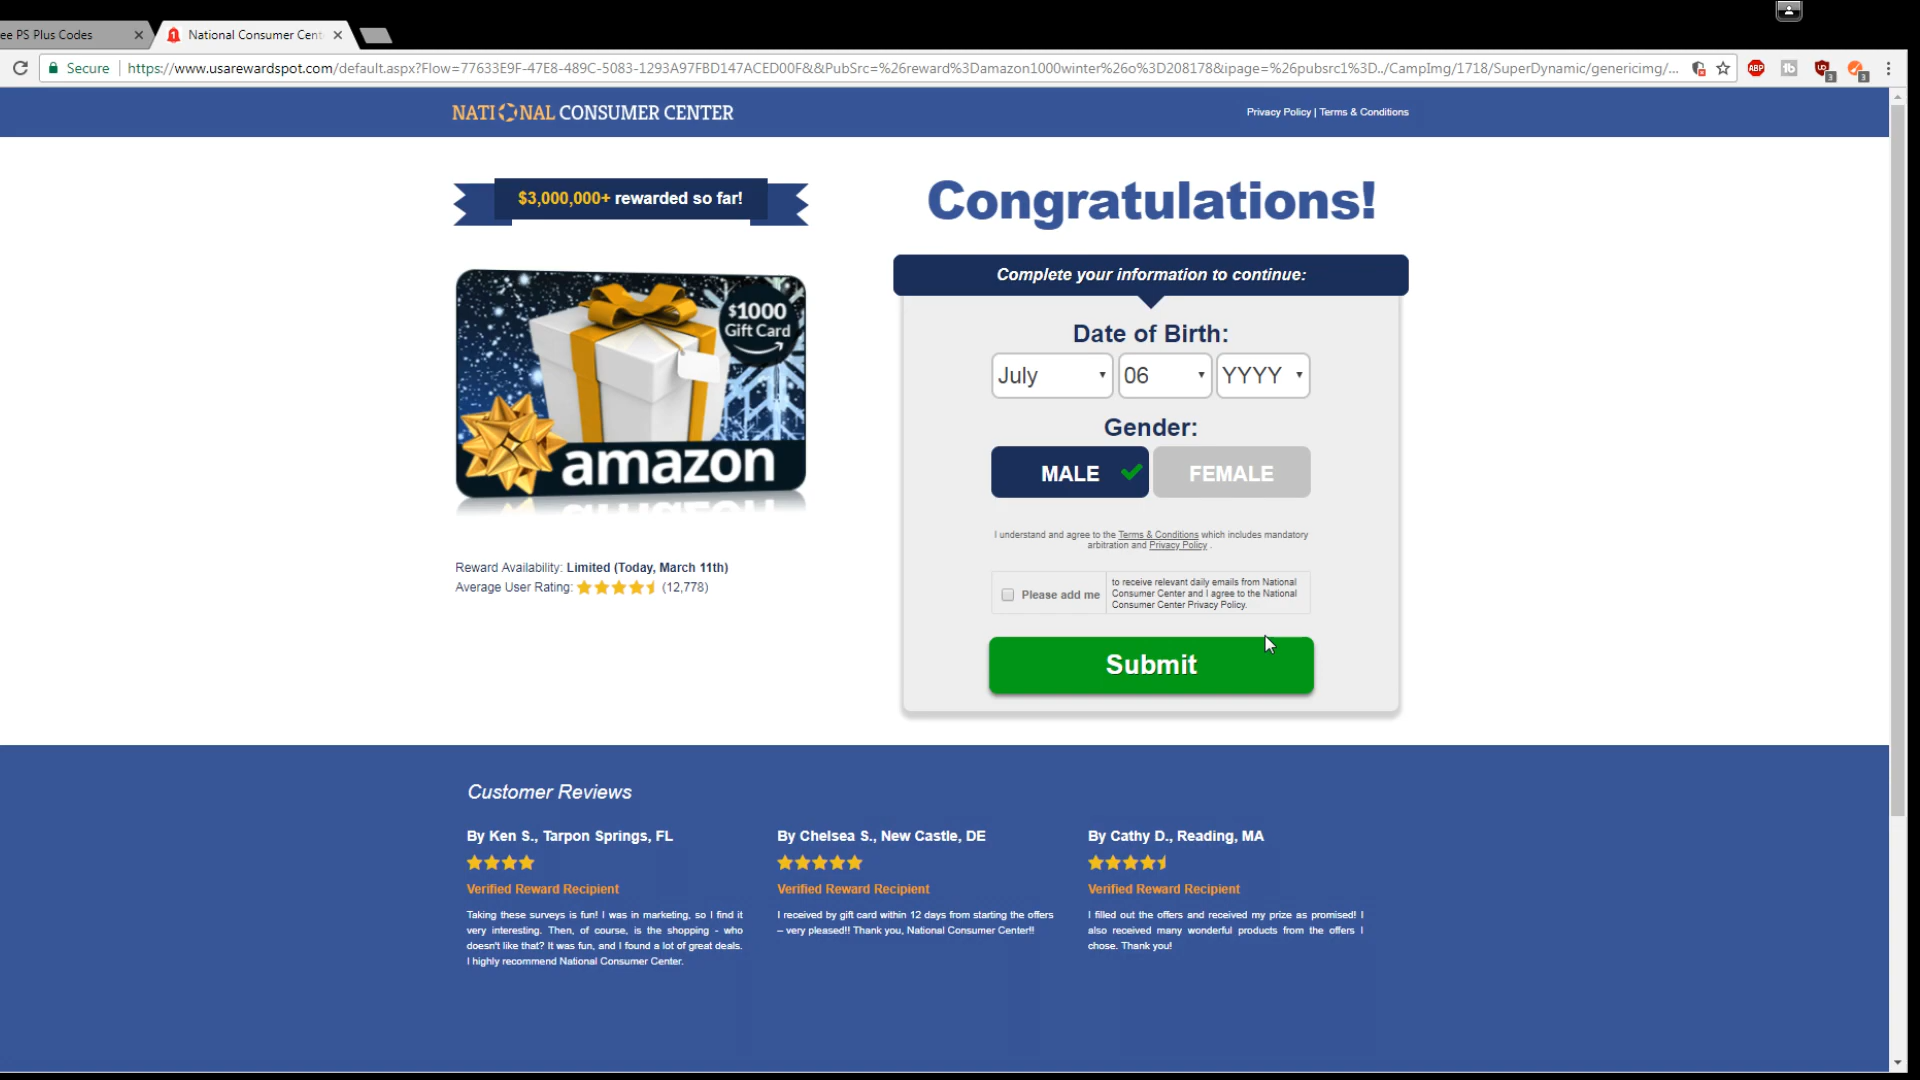 ee PS Plus Codes
National Consumer Cent
Secure
https://www.usarewardspot.com/default.aspx?Flow=77633E9F-47E8-489C-5083-1293A97FBD147ACED00F&&PubSrc=%26reward%3Damazon1000winter%26o%3D208178&ipage=%26pubsrc1%3D../CampImg/1718/SuperDynamic/genericimg/...
ABP
3
3
NATIONAL CONSUMER CENTER
Privacy Policy | Terms & Conditions
$3,000,000+ rewarded so far!
$1000
Gift Card
amazon
Reward Availability: Limited (Today, March 11th)
Average User Rating: (12,778)
Congratulations!
Complete your information to continue:
Date of Birth:
July 06 YYYY
Gender:
MALE FEMALE
I understand and agree to the Terms & Conditions which includes mandatory
arbitration and Privacy Policy .
Please add me
to receive relevant daily emails from National
Consumer Center and I agree to the National
Consumer Center Privacy Policy.
Submit
Customer Reviews
By Ken S., Tarpon Springs, FL
Verified Reward Recipient
Taking these surveys is fun! I was in marketing, so I find it
very interesting. Then, of course, is the shopping - who
doesn't like that? It was fun, and I found a lot of great deals.
I highly recommend National Consumer Center.
By Chelsea S., New Castle, DE
Verified Reward Recipient
I received by gift card within 12 days from starting the offers
– very pleased!! Thank you, National Consumer Center!!
By Cathy D., Reading, MA
Verified Reward Recipient
I filled out the offers and received my prize as promised! I
also received many wonderful products from the offers I
chose. Thank you!